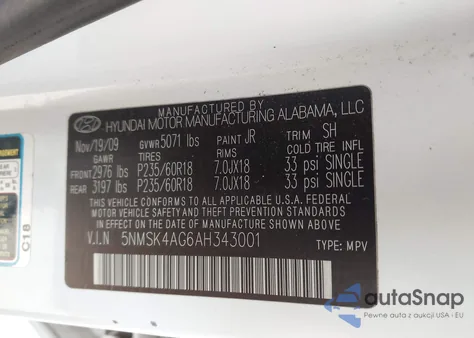 MANUFACTURED BY
HYUNDAI MOTOR MANUFACTURING ALABAMA, LLC
Nov/19/09 GVWR 5071 lbs PAINT JR TRIM SH
GAWR TIRES RIMS COLD TIRE INFL
FRONT 2976 lbs P235/60R18 7.0JX18 33 psi SINGLE
REAR 3197 lbs P235/60R18 7.0JX18 33 psi SINGLE
THIS VEHICLE CONFORMS TO ALL APPLICABLE U.S.A. FEDERAL
MOTOR VEHICLE SAFETY AND THEFT PREVENTION STANDARDS
IN EFFECT ON THE DATE OF MANUFACTURE SHOWN ABOVE.
V.I.N 5NMSK4AG6AH343001 TYPE: MPV
C18
autoSnap
Pewne auta z dostawą z USA - EU